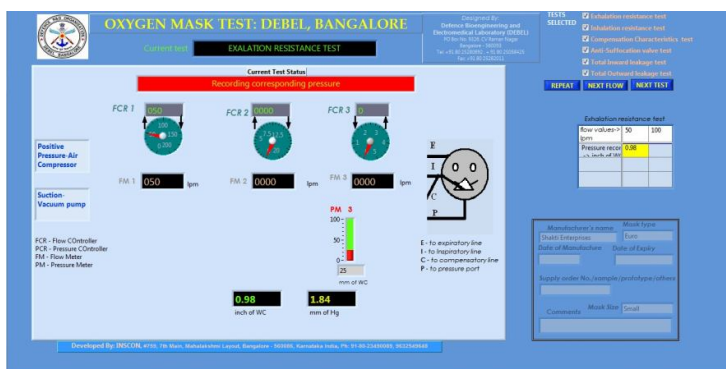 OXYGEN MASK TEST: DEBEL, BANGALORE
Current test
EXALATION RESISTANCE TEST
Designed By:
Defence Bioengineering and
Electromedical Laboratory (DEBEL)
TESTS
SELECTED
Exhalation resistance test
Inhalation resistance test
Compensation Characteristics test
Anti-Suffocation valve test
Total Inward leakage test
Total Outward leakage test
REPEAT
NEXT FLOW
NEXT TEST
Current Test Status
Recording corresponding pressure
FCR 1
050
FCR 2
0000
FCR 3
0
Positive
Pressure-Air
Compressor
Suction-
Vacuum pump
FM 1
050
lpm
FM 2
0000
lpm
FM 3
0000
lpm
E
I
C
P
FCR - Flow COntroller
PCR - Pressure COntroller
FM - Flow Meter
PM - Pressure Meter
PM 3
100-
50-
0-
25
mm of WC
E - to expiratory line
I - to Inspiratory line
C - to compensatory line
P - to pressure port
0.98
inch of WC
1.84
mm of Hg
Exhalation resistance test
flow values-> 50 100
lpm
Pressure recor 0.98
Manufacturer's name
Mask type
Shakti Enterprises
Euro
Date of Manufacture
Date of Expiry
Supply order No./sample/prototype/others
Mask Size
Small
Comments
Developed By: INSCON,